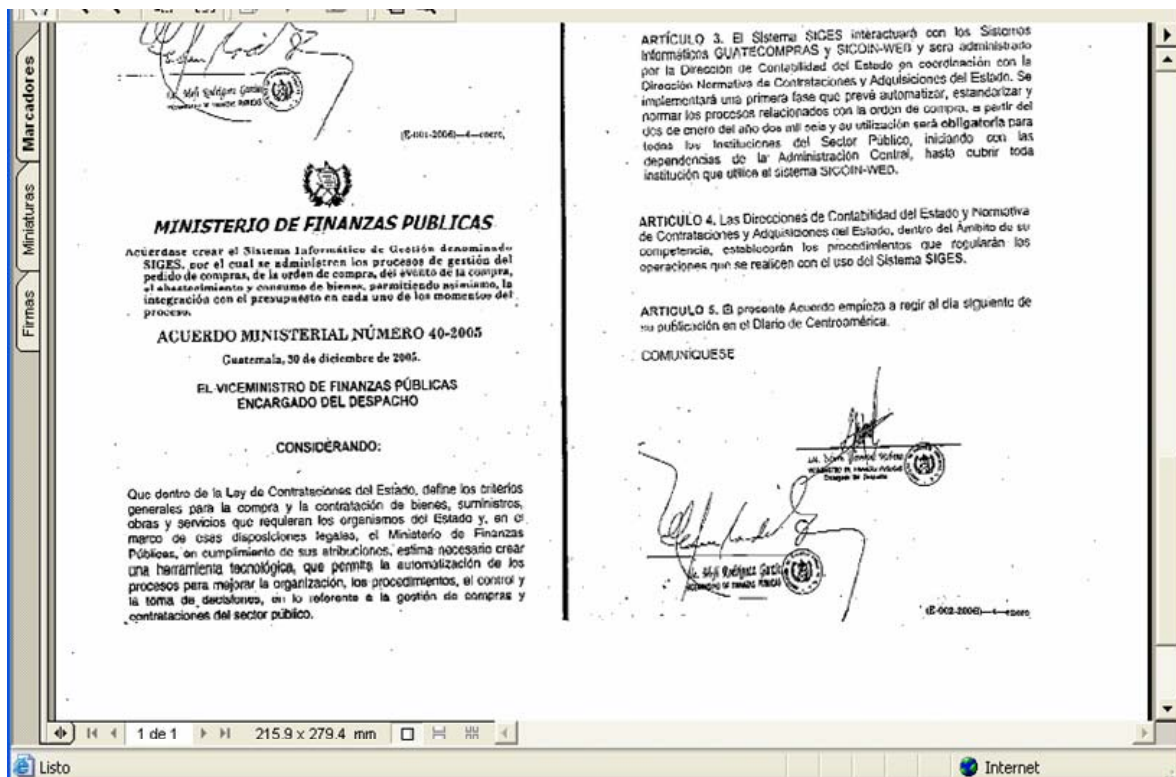 Marcadores
Miniaturas
Firmas
(E-001-2006)—4—enero.
MINISTERIO DE FINANZAS PUBLICAS
Acuérdase crear el Sistema Informático de Gestión denominado
SIGES, por el cual se administren los procesos de gestión del
pedido de compras, de la orden de compra, del evento de la compra,
el abastecimiento y consumo de bienes, permitiendo asimismo, la
integración con el presupuesto en cada uno de los momentos del
proceso.
ACUERDO MINISTERIAL NÚMERO 40-2005
Guatemala, 30 de diciembre de 2005.
EL VICEMINISTRO DE FINANZAS PÚBLICAS
ENCARGADO DEL DESPACHO
CONSIDERANDO:
Que dentro de la Ley de Contrataciones del Estado, define los criterios
generales para la compra y la contratación de bienes, suministros,
obras y servicios que requieran los organismos del Estado y, en el
marco de esas disposiciones legales, el Ministerio de Finanzas
Públicas, en cumplimiento de sus atribuciones, estima necesario crear
una herramienta tecnológica, que permita la automatización de los
procesos para mejorar la organización, los procedimientos, el control y
la toma de decisiones, en lo referente a la gestión de compras y
contrataciones del sector público.
ARTÍCULO 3. El Sistema SIGES interactuará con los Sistemas
Informáticos GUATECOMPRAS y SICOIN-WEB y será administrado
por la Dirección de Contabilidad del Estado en coordinación con la
Dirección Normativa de Contrataciones y Adquisiciones del Estado. Se
implementará una primera fase que prevé automatizar, estandarizar y
normar los procesos relacionados con la orden de compra, a partir del
dos de enero del año dos mil seis y su utilización será obligatoria para
todas las Instituciones del Sector Público, iniciando con las
dependencias de la Administración Central, hasta cubrir toda
institución que utilice el sistema SICOIN-WEB.
ARTICULO 4. Las Direcciones de Contabilidad del Estado y Normativa
de Contrataciones y Adquisiciones del Estado, dentro del Ámbito de su
competencia, establecerán los procedimientos que regularán las
operaciones que se realicen con el uso del Sistema SIGES.
ARTICULO 5. El presente Acuerdo empieza a regir al día siguiente de
su publicación en el Diario de Centroamérica.
COMUNÍQUESE
(E-002-2006)—4—enero
1 de 1
215.9 x 279.4 mm
Listo
Internet